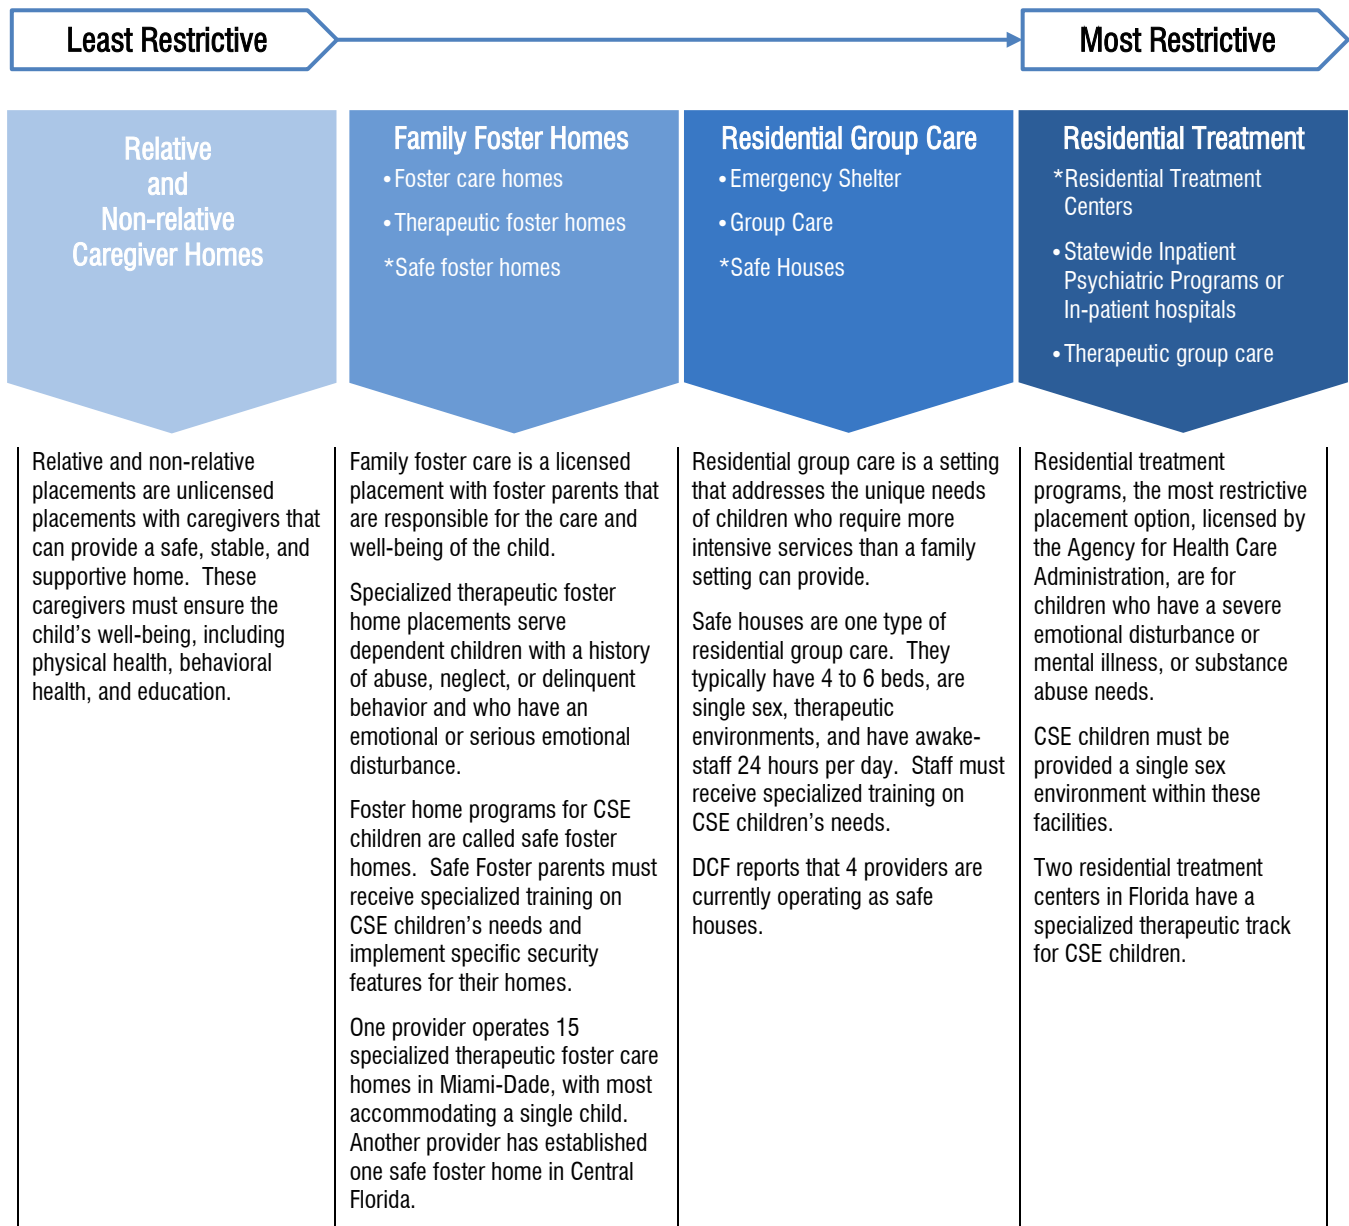 Least Restrictive
Most Restrictive
Relative
and
Non-relative
Caregiver Homes
Family Foster Homes
• Foster care homes
• Therapeutic foster homes
*Safe foster homes
Residential Group Care
• Emergency Shelter
• Group Care
*Safe Houses
Residential Treatment
*Residential Treatment
Centers
• Statewide Inpatient
Psychiatric Programs or
In-patient hospitals
• Therapeutic group care
Relative and non-relative
placements are unlicensed
placements with caregivers that
can provide a safe, stable, and
supportive home.  These
caregivers must ensure the
child’s well-being, including
physical health, behavioral
health, and education.
Family foster care is a licensed
placement with foster parents that
are responsible for the care and
well-being of the child.
Specialized therapeutic foster
home placements serve
dependent children with a history
of abuse, neglect, or delinquent
behavior and who have an
emotional or serious emotional
disturbance.
Foster home programs for CSE
children are called safe foster
homes.  Safe Foster parents must
receive specialized training on
CSE children’s needs and
implement specific security
features for their homes.
One provider operates 15
specialized therapeutic foster care
homes in Miami-Dade, with most
accommodating a single child.
Another provider has established
one safe foster home in Central
Florida.
Residential group care is a setting
that addresses the unique needs
of children who require more
intensive services than a family
setting can provide.
Safe houses are one type of
residential group care.  They
typically have 4 to 6 beds, are
single sex, therapeutic
environments, and have awake-
staff 24 hours per day.  Staff must
receive specialized training on
CSE children’s needs.
DCF reports that 4 providers are
currently operating as safe
houses.
Residential treatment
programs, the most restrictive
placement option, licensed by
the Agency for Health Care
Administration, are for
children who have a severe
emotional disturbance or
mental illness, or substance
abuse needs.
CSE children must be
provided a single sex
environment within these
facilities.
Two residential treatment
centers in Florida have a
specialized therapeutic track
for CSE children.